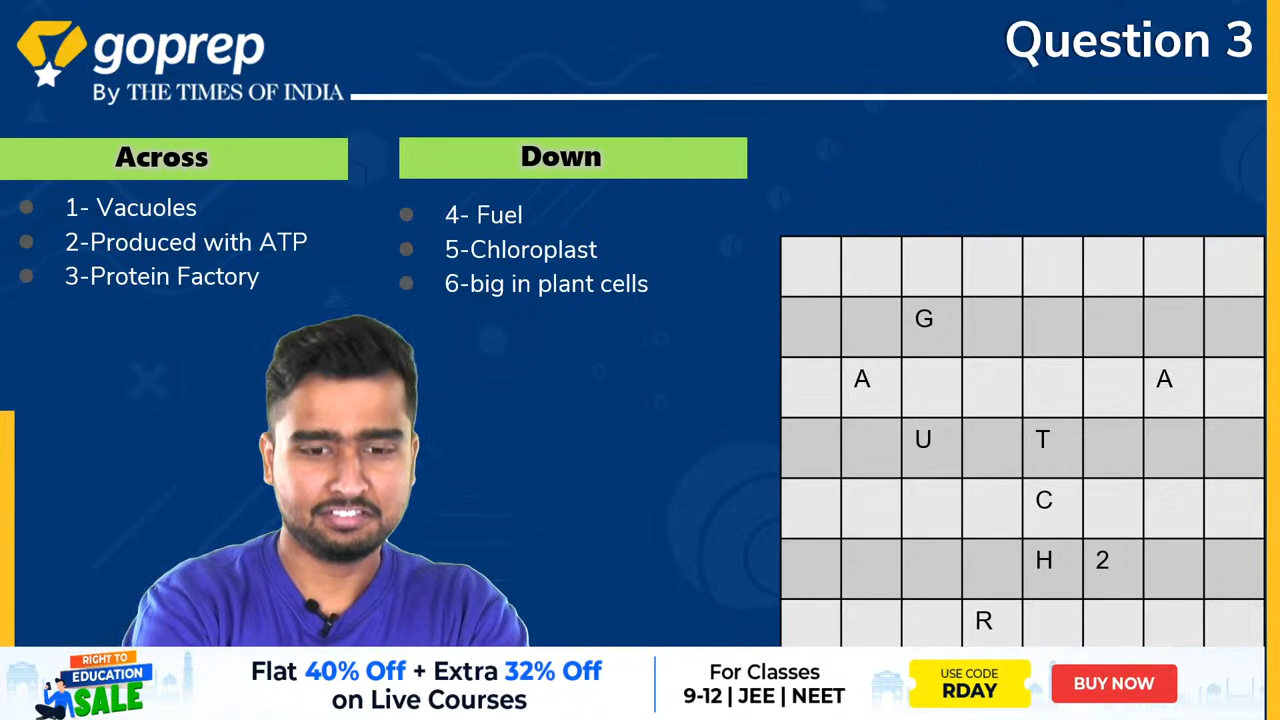 goprep
By THE TIMES OF INDIA
Question 3
Across
1- Vacuoles
2-Produced with ATP
3-Protein Factory
Down
4- Fuel
5-Chloroplast
6-big in plant cells
G
A A
U T
C
H 2
R
RIGHT TO
EDUCATION
SALE
Flat 40% Off + Extra 32% Off
on Live Courses
For Classes
9-12 | JEE | NEET
USE CODE
RDAY
BUY NOW